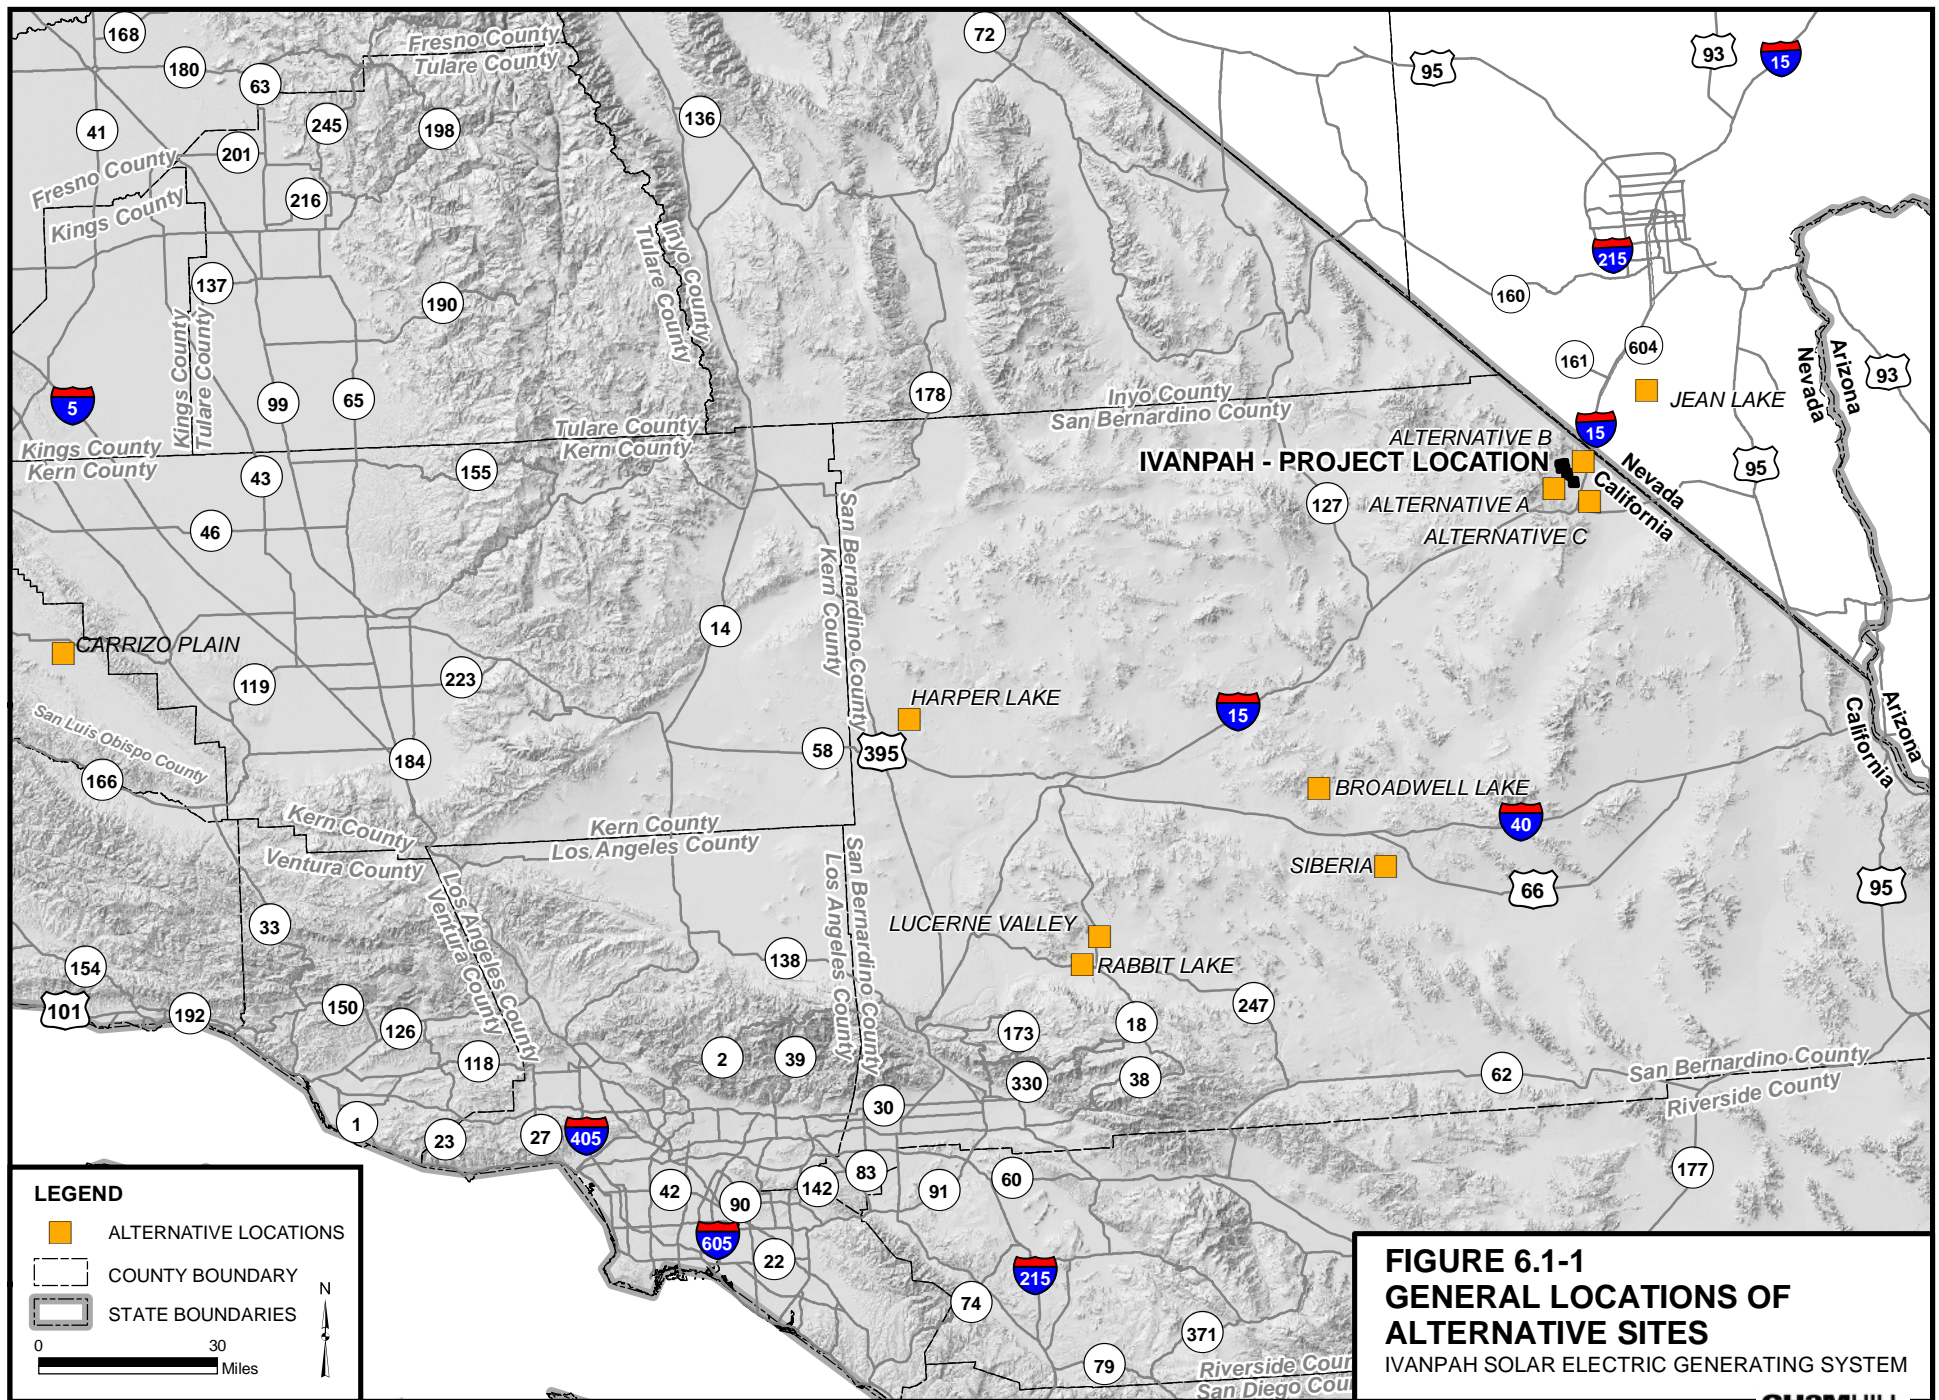 168
180
63
Fresno County
Tulare County
72
95
93
15
41
245
198
136
201
216
Fresno County
Kings County
Inyo County
Tulare County
215
137
190
160
Kings County
Tulare County
161
604
Arizona
Nevada
93
5
99
65
178
Inyo County
San Bernardino County
JEAN LAKE
15
Kings County
Kern County
Tulare County
Kern County
ALTERNATIVE B
IVANPAH - PROJECT LOCATION
Nevada
California
95
43
155
127
ALTERNATIVE A
ALTERNATIVE C
46
San Bernardino County
Kern County
14
CARRIZO PLAIN
119
223
HARPER LAKE
15
Arizona
California
San Luis Obispo County
166
184
58
395
BROADWELL LAKE
40
Kern County
Ventura County
Kern County
Los Angeles County
SIBERIA
66
95
Los Angeles County
Ventura County
San Bernardino County
Los Angeles County
33
LUCERNE VALLEY
RABBIT LAKE
154
138
101
192
150
126
118
247
173
18
2
39
330
38
62
San Bernardino County
Riverside County
30
1
23
27
405
42
90
142
83
91
60
177
605
22
215
74
371
79
Riverside Cour
San Diego Cou
LEGEND
ALTERNATIVE LOCATIONS
COUNTY BOUNDARY
STATE BOUNDARIES
N
0 30
Miles
FIGURE 6.1-1
GENERAL LOCATIONS OF
ALTERNATIVE SITES
IVANPAH SOLAR ELECTRIC GENERATING SYSTEM